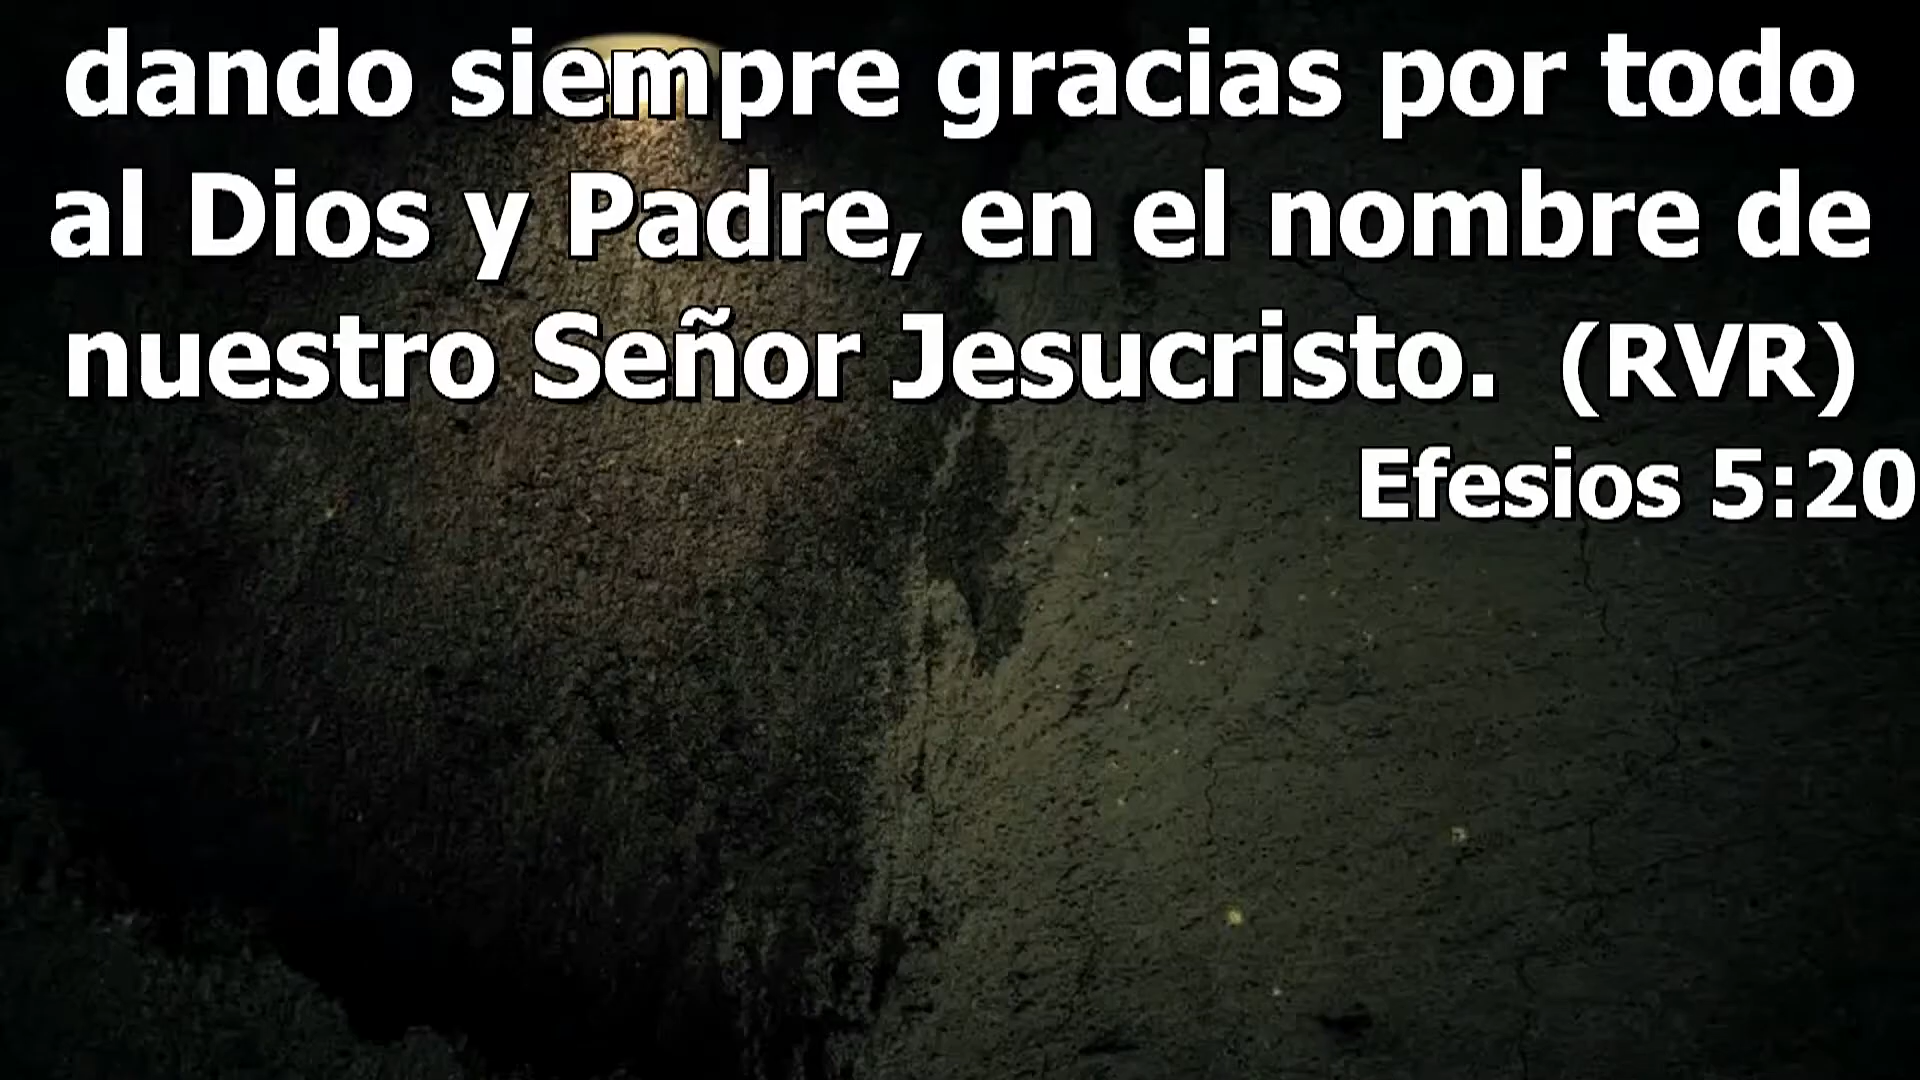 dando siempre gracias por todo
al Dios y Padre, en el nombre de
nuestro Señor Jesucristo. (RVR)
Efesios 5:20